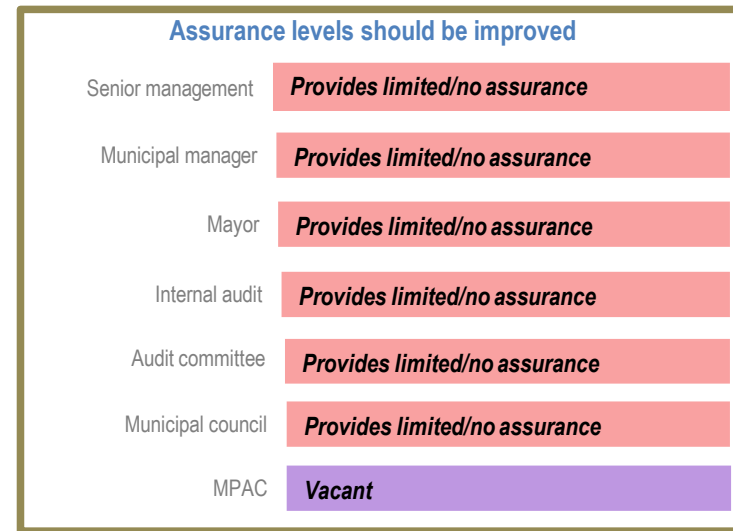 Assurance levels should be improved
Senior management Provides limited/no assurance
Municipal manager Provides limited/no assurance
Mayor Provides limited/no assurance
Internal audit Provides limited/no assurance
Audit committee Provides limited/no assurance
Municipal council Provides limited/no assurance
MPAC Vacant